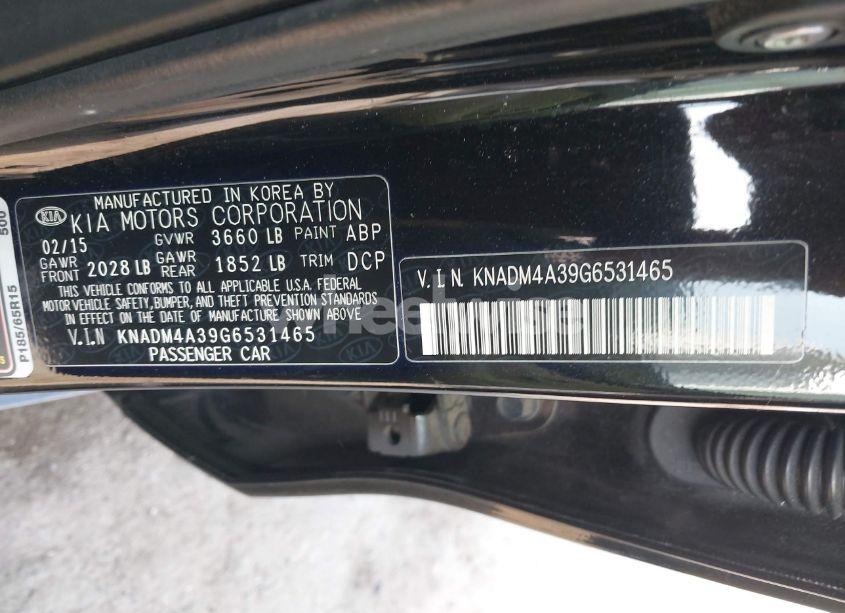 MANUFACTURED IN KOREA BY
KIA KIA MOTORS CORPORATION
02/15 GVWR 3660 LB PAINT ABP
GAWR FRONT 2028 LB GAWR REAR 1852 LB TRIM DCP
THIS VEHICLE CONFORMS TO ALL APPLICABLE U.S.A. FEDERAL
MOTOR VEHICLE SAFETY, BUMPER, AND THEFT PREVENTION STANDARDS
IN EFFECT ON THE DATE OF MANUFACTURE SHOWN ABOVE.
V.I.N KNADM4A39G6531465
PASSENGER CAR
V.I.N. KNADM4A39G6531465
P185/65R15
500